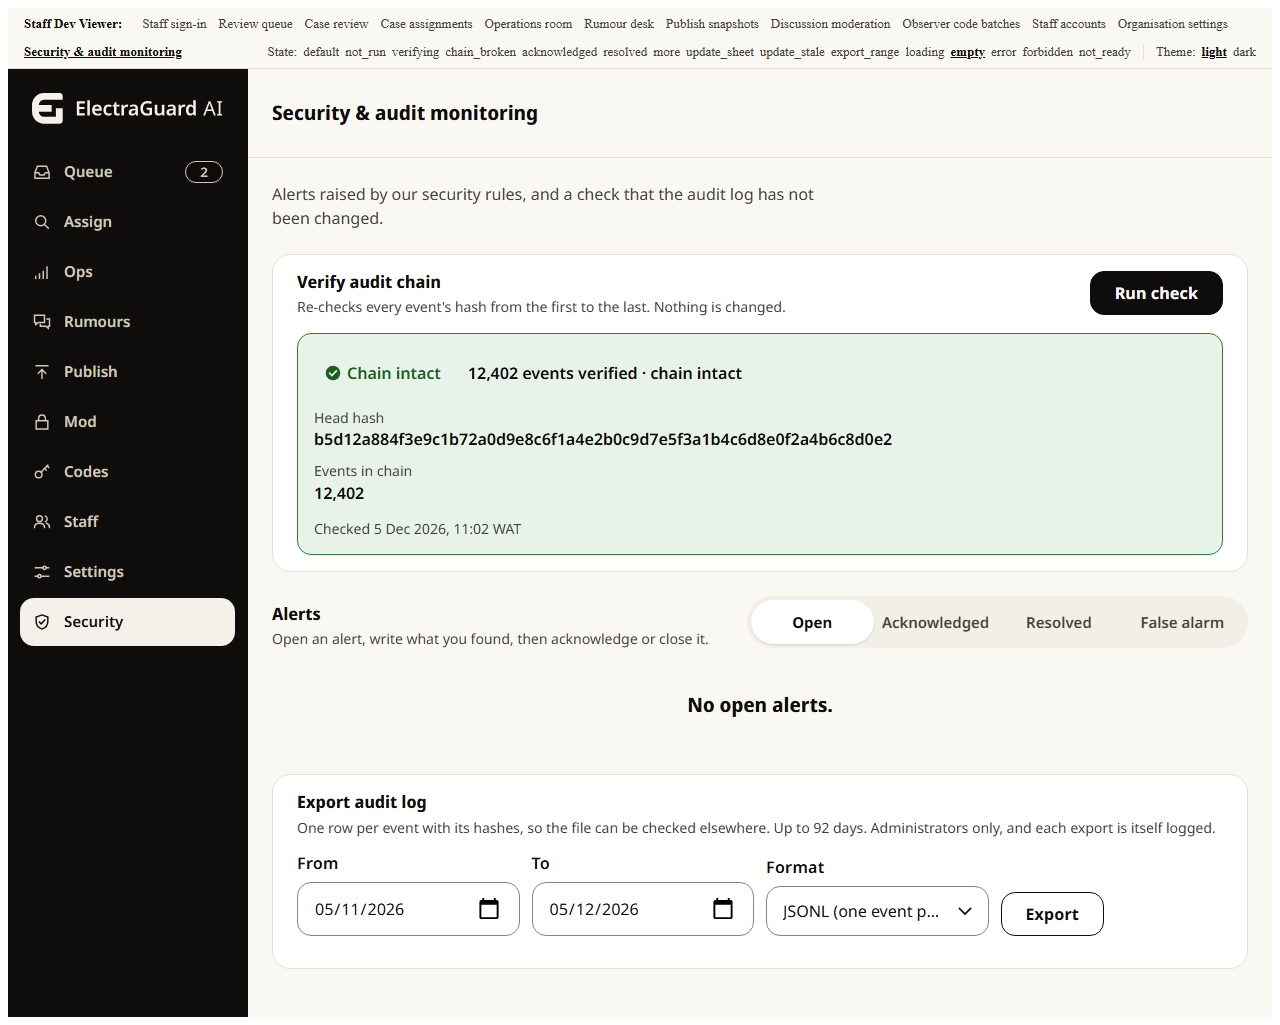 Staff Dev Viewer: Staff sign-in Review queue Case review Case assignments Operations room Rumour desk Publish snapshots Discussion moderation Observer code batches Staff accounts Organisation settings
Security & audit monitoring State: default not_run verifying chain_broken acknowledged resolved more update_sheet update_stale export_range loading empty error forbidden not_ready Theme: light dark
ElectraGuard AI
Queue 2
Assign
Ops
Rumours
Publish
Mod
Codes
Staff
Settings
Security
Security & audit monitoring
Alerts raised by our security rules, and a check that the audit log has not
been changed.
Verify audit chain
Re-checks every event's hash from the first to the last. Nothing is changed.
Run check
Chain intact 12,402 events verified · chain intact
Head hash
b5d12a884f3e9c1b72a0d9e8c6f1a4e2b0c9d7e5f3a1b4c6d8e0f2a4b6c8d0e2
Events in chain
12,402
Checked 5 Dec 2026, 11:02 WAT
Alerts
Open an alert, write what you found, then acknowledge or close it.
Open Acknowledged Resolved False alarm
No open alerts.
Export audit log
One row per event with its hashes, so the file can be checked elsewhere. Up to 92 days. Administrators only, and each export is itself logged.
From To Format
05/11/2026 05/12/2026 JSONL (one event p... Export